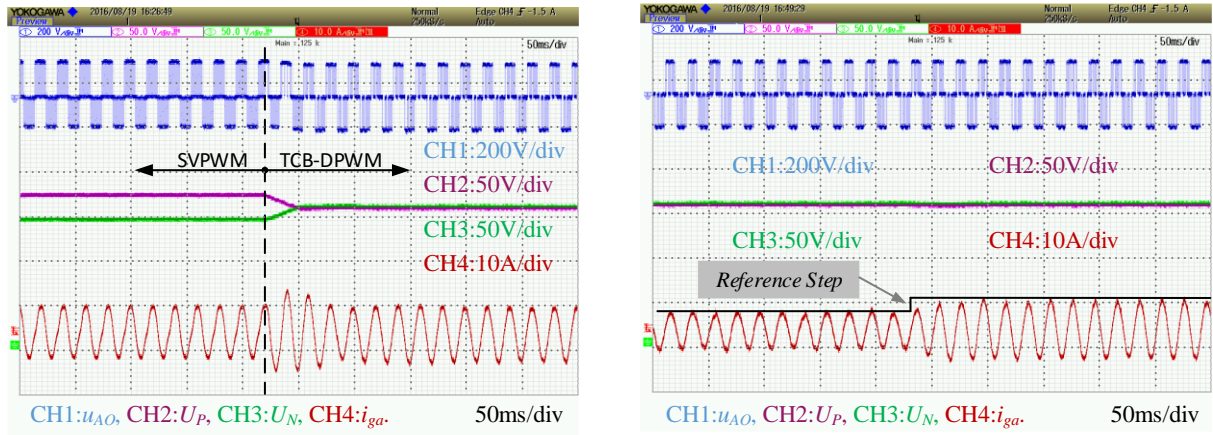 YOKOGAWA 2016/08/19 16:26:49 Normal Edge CH4 -1.5 A
Preview 250kS/s Auto
200 V 50.0 V 50.0 V 10.0 A
Main : 125 k 50ms/div
SVPWM TCB-DPWM
CH1:200V/div
CH2:50V/div
CH3:50V/div
CH4:10A/div
CH1:uAO, CH2:UP, CH3:UN, CH4:iga. 50ms/div
YOKOGAWA 2016/08/19 16:49:29 Normal Edge CH4 -1.5 A
Preview 250kS/s Auto
200 V 50.0 V 50.0 V 10.0 A
Main : 125 k 50ms/div
CH1:200V/div CH2:50V/div
CH3:50V/div CH4:10A/div
Reference Step
CH1:uAO, CH2:UP, CH3:UN, CH4:iga. 50ms/div